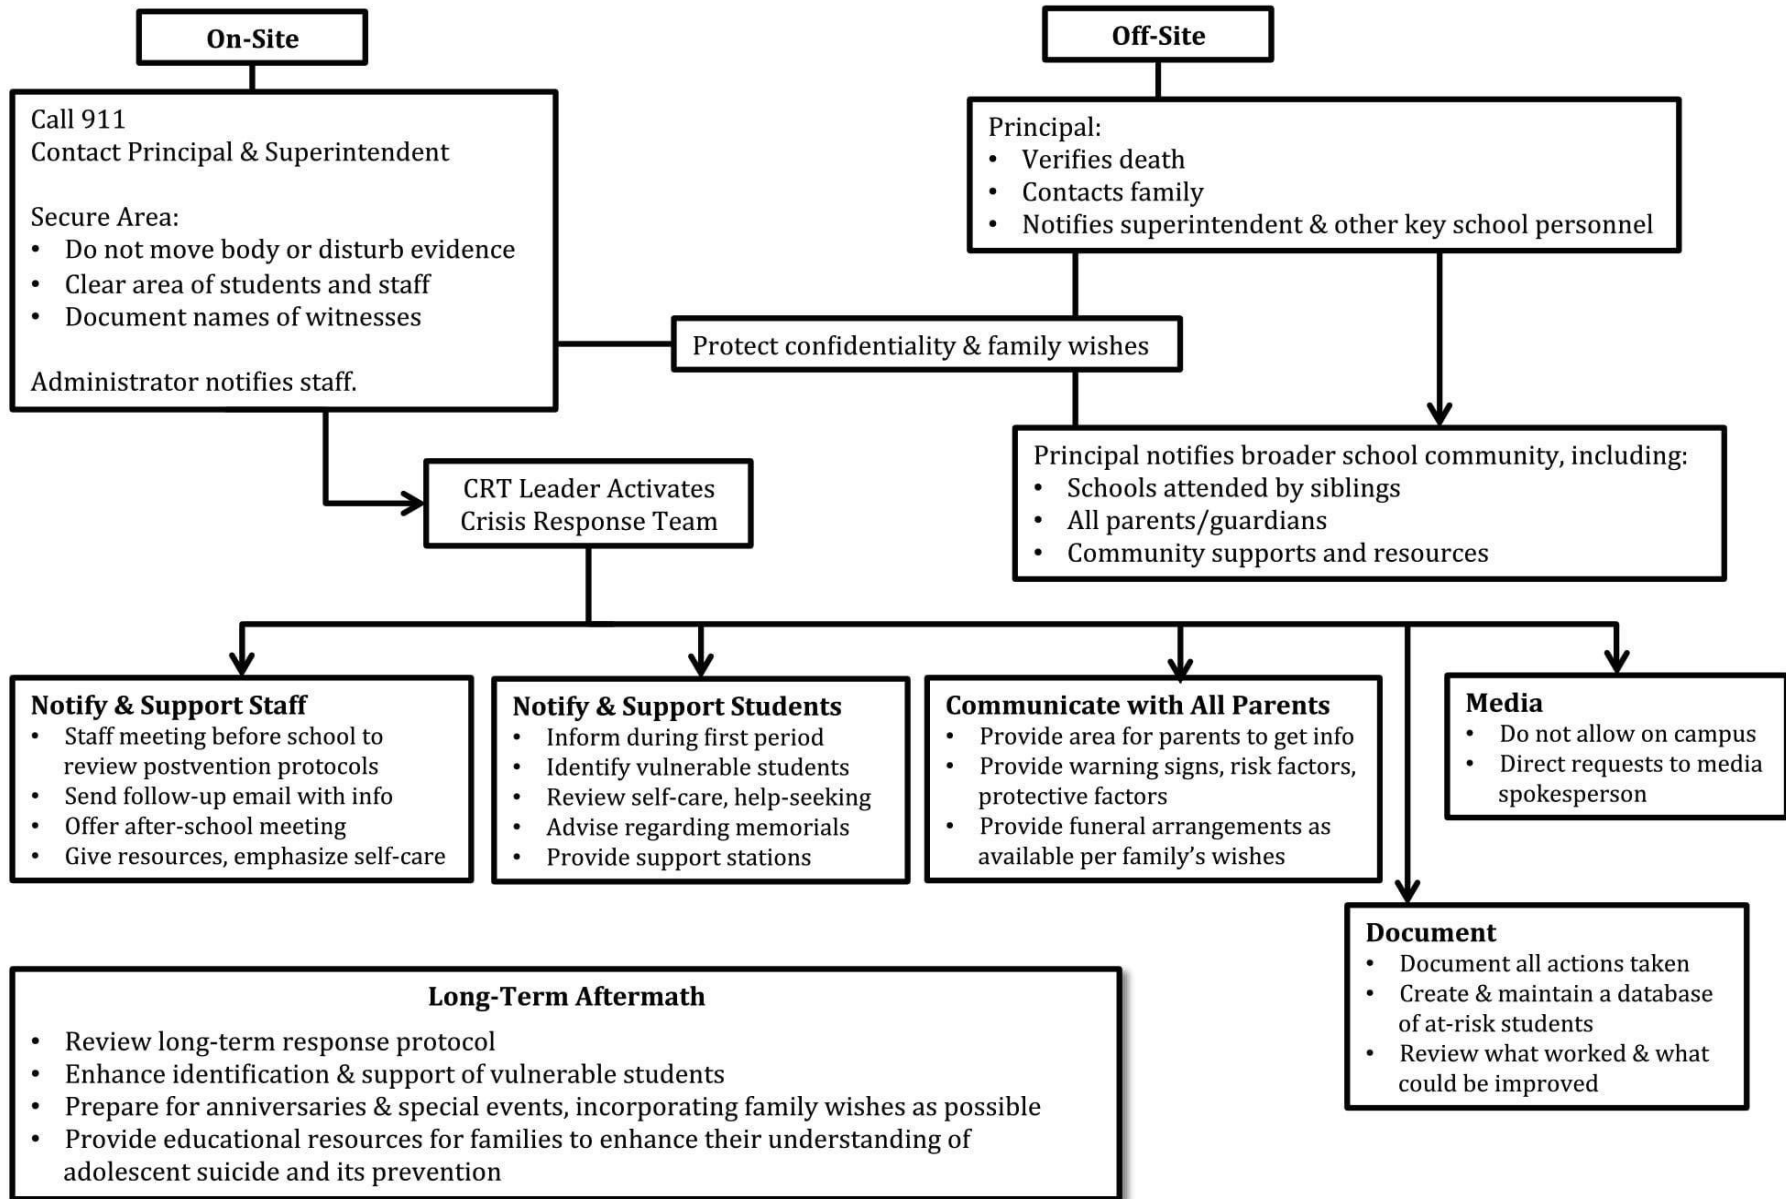 On-Site
Call 911
Contact Principal & Superintendent
Secure Area:
• Do not move body or disturb evidence
• Clear area of students and staff
• Document names of witnesses
Administrator notifies staff.
Off-Site
Principal:
• Verifies death
• Contacts family
• Notifies superintendent & other key school personnel
Protect confidentiality & family wishes
Principal notifies broader school community, including:
• Schools attended by siblings
• All parents/guardians
• Community supports and resources
CRT Leader Activates
Crisis Response Team
Notify & Support Staff
• Staff meeting before school to
review postvention protocols
• Send follow-up email with info
• Offer after-school meeting
• Give resources, emphasize self-care
Notify & Support Students
• Inform during first period
• Identify vulnerable students
• Review self-care, help-seeking
• Advise regarding memorials
• Provide support stations
Communicate with All Parents
• Provide area for parents to get info
• Provide warning signs, risk factors,
protective factors
• Provide funeral arrangements as
available per family's wishes
Media
• Do not allow on campus
• Direct requests to media
spokesperson
Document
• Document all actions taken
• Create & maintain a database
of at-risk students
• Review what worked & what
could be improved
Long-Term Aftermath
• Review long-term response protocol
• Enhance identification & support of vulnerable students
• Prepare for anniversaries & special events, incorporating family wishes as possible
• Provide educational resources for families to enhance their understanding of
adolescent suicide and its prevention